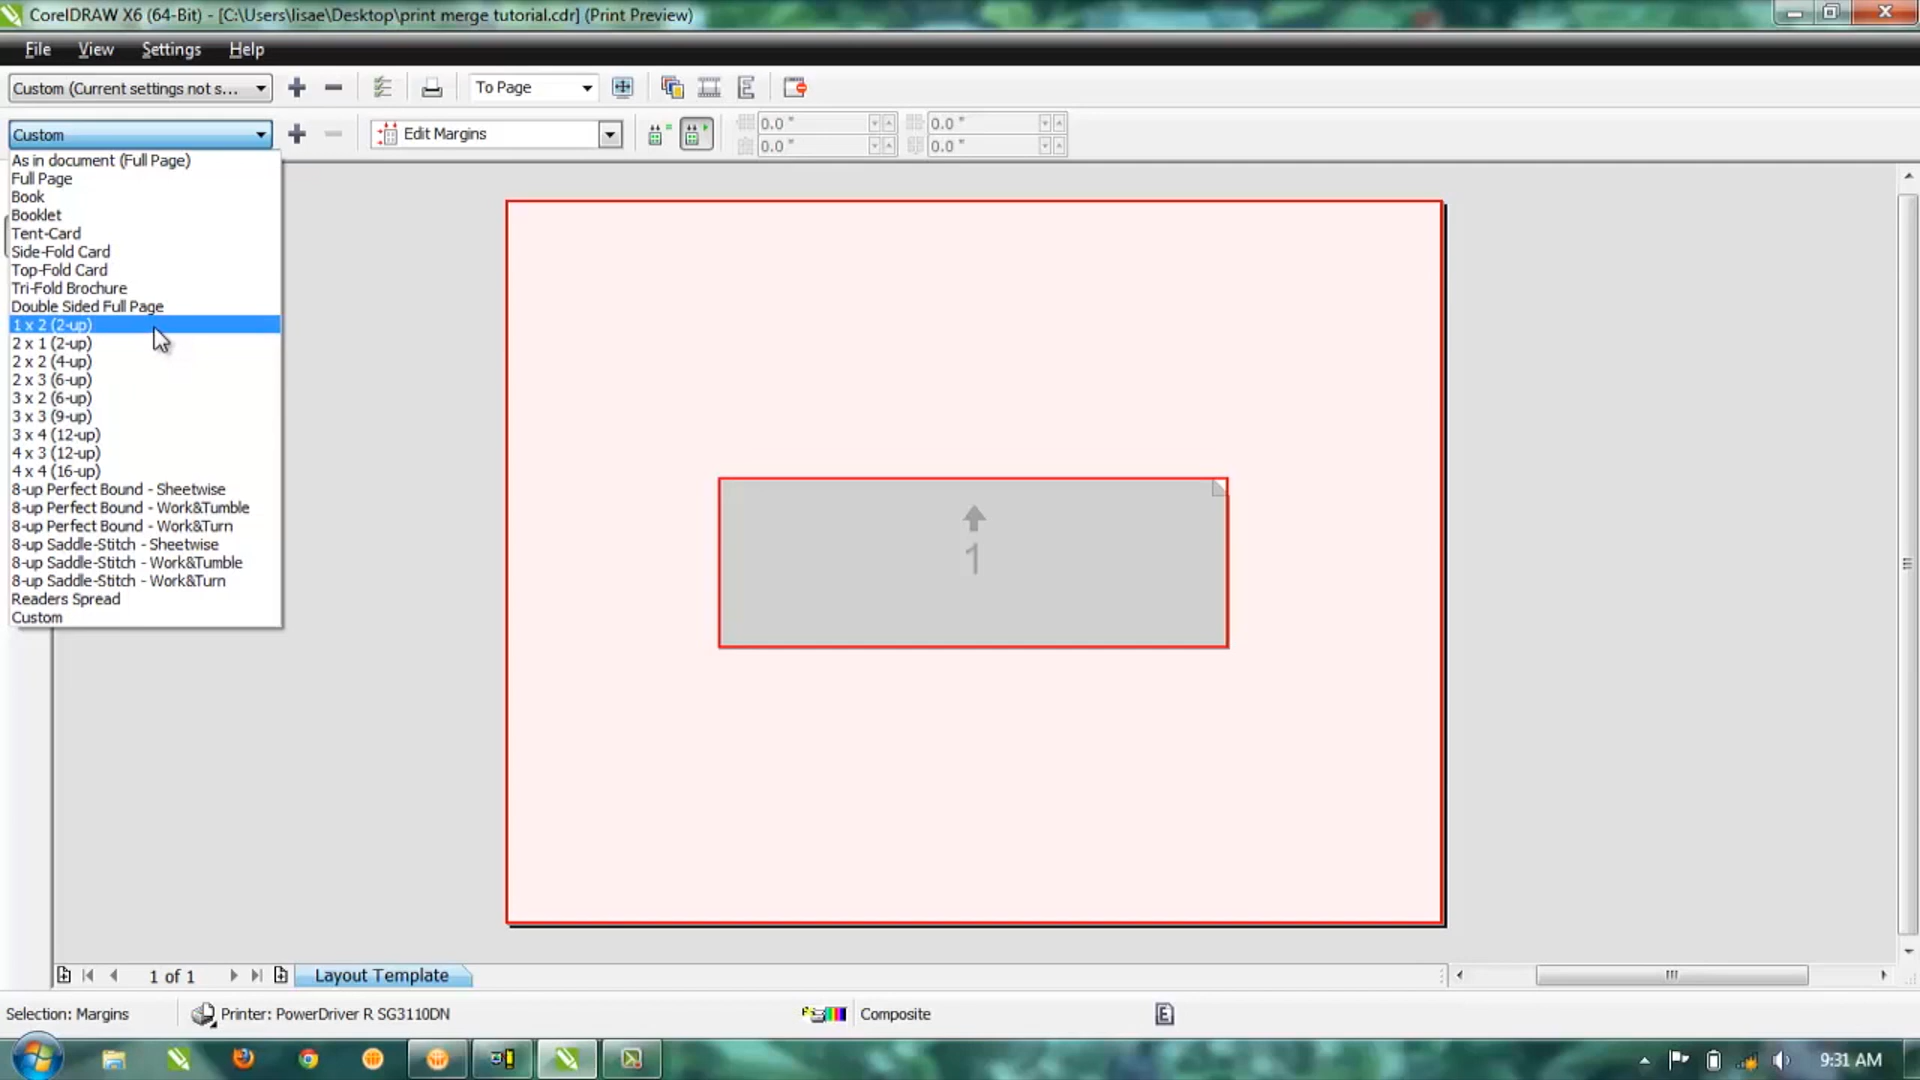 CorelDRAW X6 (64-Bit) - [C:\Users\lisae\Desktop\print merge tutorial.cdr] (Print Preview)
File View Settings Help
Custom (Current settings not s... To Page
Custom Edit Margins 0.0 " 0.0 "
0.0 " 0.0 "
As in document (Full Page)
Full Page
Book
Booklet
Tent-Card
Side-Fold Card
Top-Fold Card
Tri-Fold Brochure
Double Sided Full Page
1 x 2 (2-up)
2 x 1 (2-up)
2 x 2 (4-up)
2 x 3 (6-up)
3 x 2 (6-up)
3 x 3 (9-up)
3 x 4 (12-up)
4 x 3 (12-up)
4 x 4 (16-up)
8-up Perfect Bound - Sheetwise
8-up Perfect Bound - Work&Tumble
8-up Perfect Bound - Work&Turn
8-up Saddle-Stitch - Sheetwise
8-up Saddle-Stitch - Work&Tumble
8-up Saddle-Stitch - Work&Turn
Readers Spread
Custom
1
1 of 1 Layout Template
Selection: Margins Printer: PowerDriver R SG3110DN Composite
9:31 AM